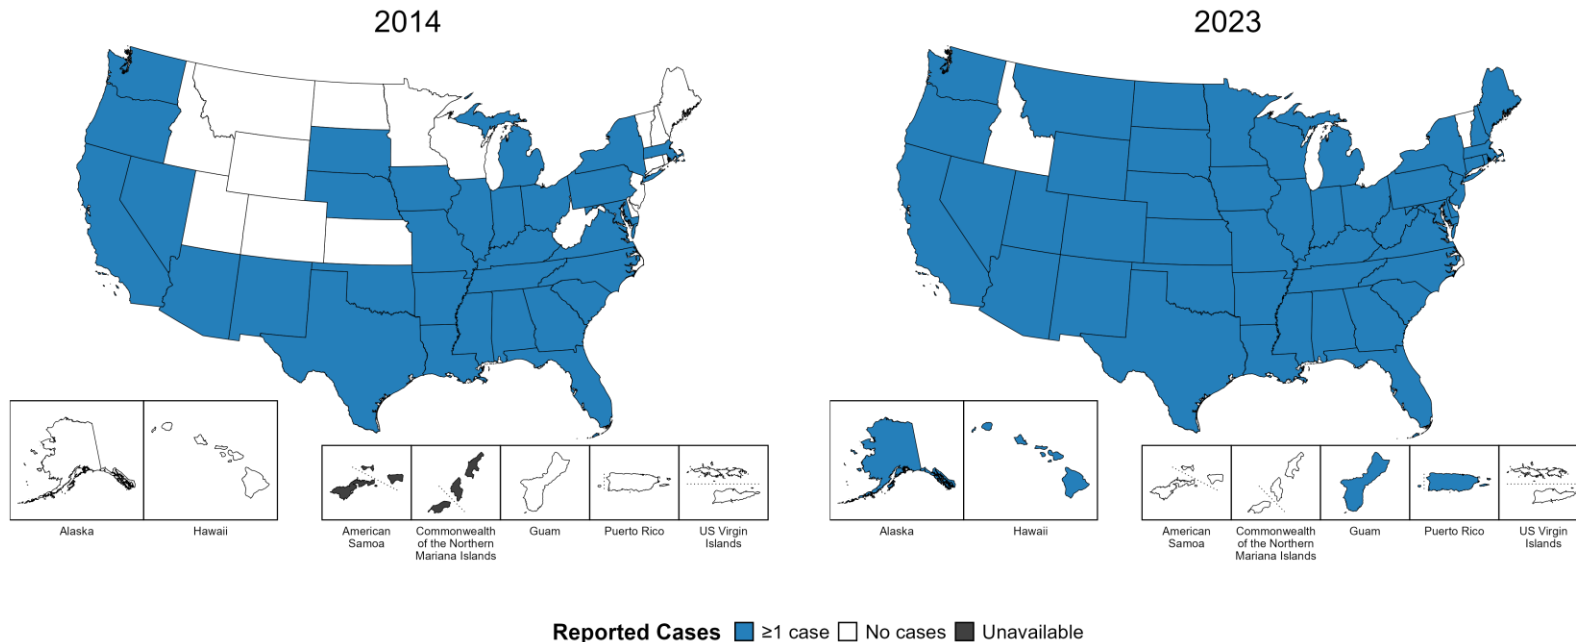 2014
2023
Alaska
Hawaii
American
Samoa
Commonwealth
of the Northern
Mariana Islands
Guam
Puerto Rico
US Virgin
Islands
Alaska
Hawaii
American
Samoa
Commonwealth
of the Northern
Mariana Islands
Guam
Puerto Rico
US Virgin
Islands
Reported Cases ≥1 case No cases Unavailable